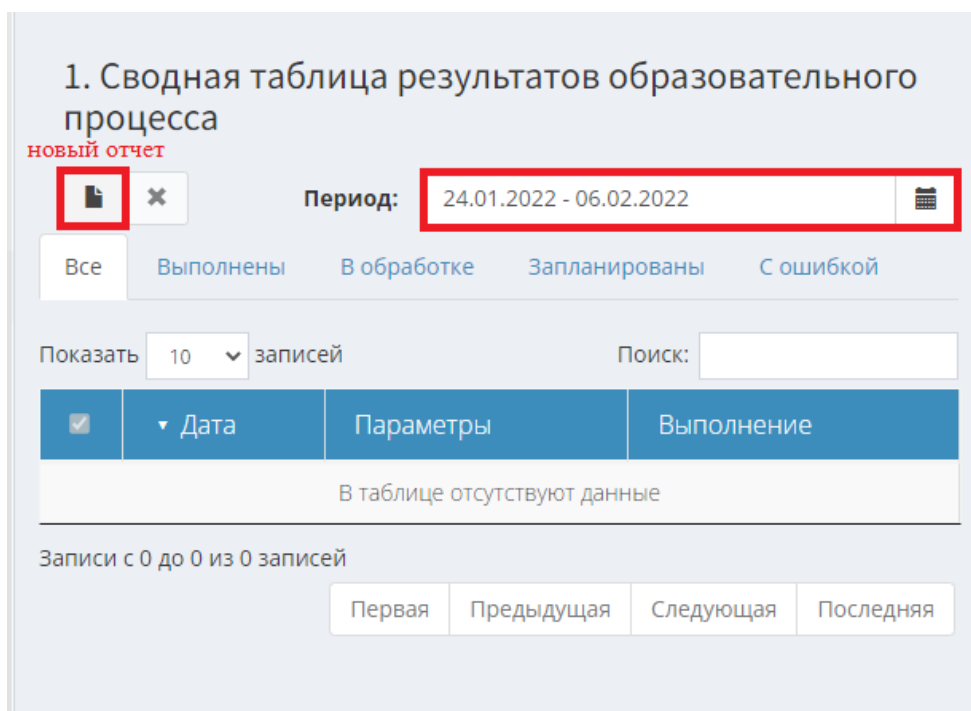 1. Сводная таблица результатов образовательного
процесса
новый отчет
Период: 24.01.2022 - 06.02.2022
Все Выполнены В обработке Запланированы С ошибкой
Показать 10 записей Поиск:
Дата Параметры Выполнение
В таблице отсутствуют данные
Записи с 0 до 0 из 0 записей
Первая Предыдущая Следующая Последняя